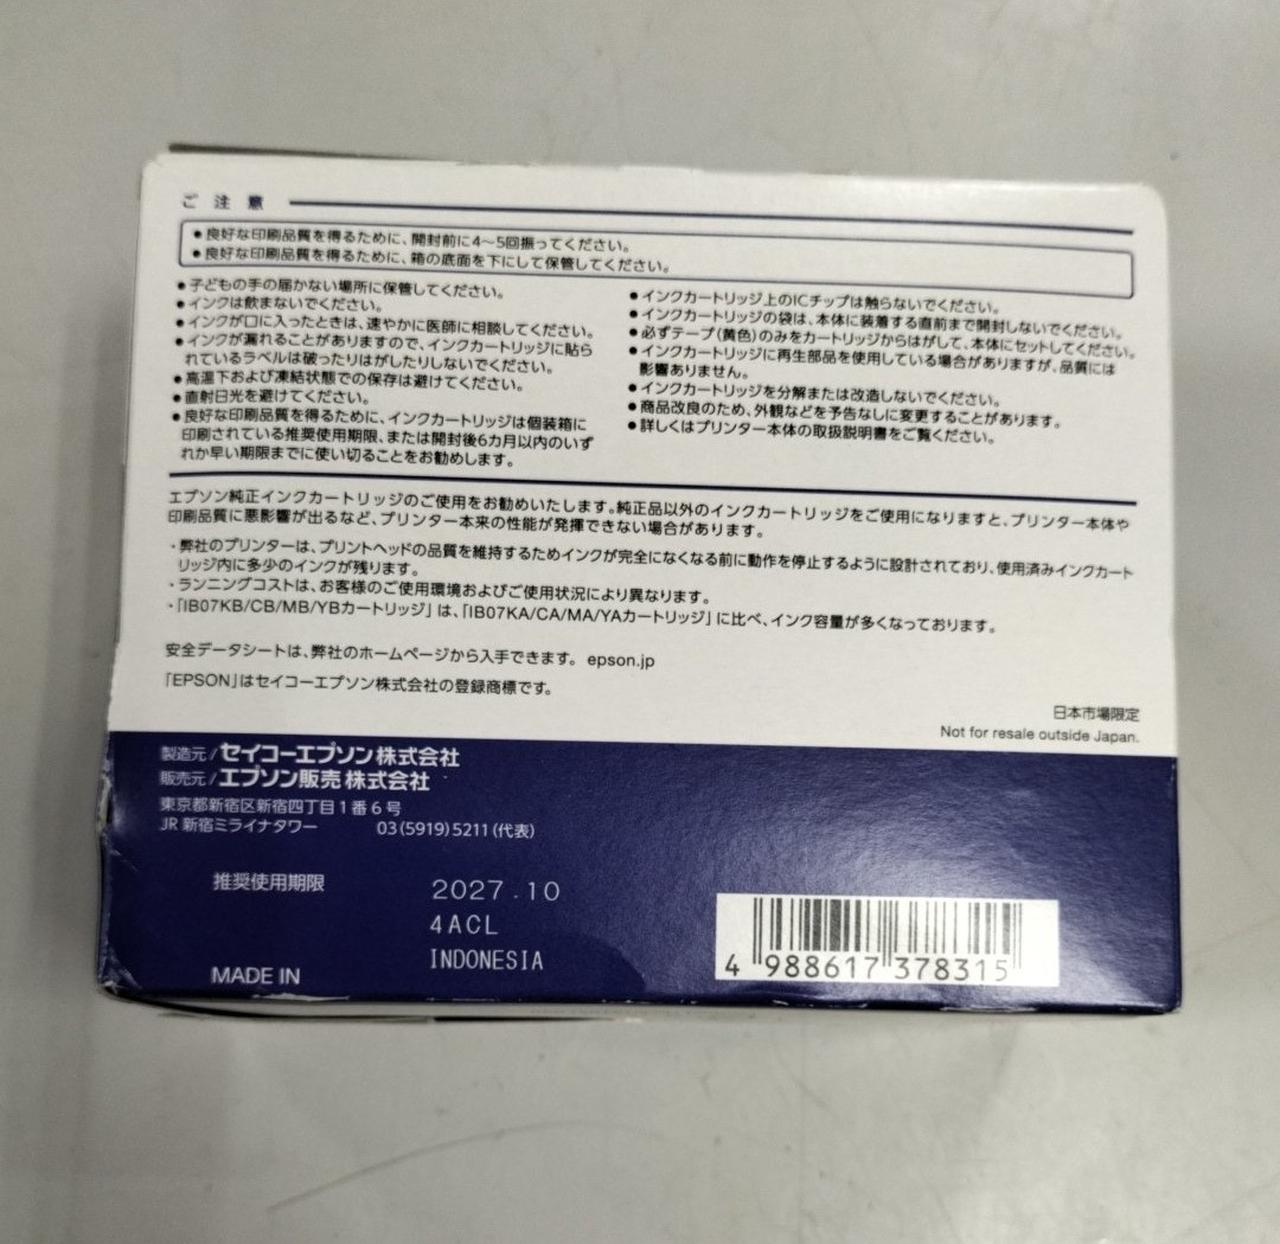 ご注意
●良好な印刷品質を得るために、開封前に4〜5回振ってください。
●良好な印刷品質を得るために、箱の底面を下にして保管してください。
●子どもの手の届かない場所に保管してください。
●インクは飲まないでください。
●インクが口に入ったときは、速やかに医師に相談してください。
●インクが漏れることがありますので、インクカートリッジに貼ら
れているラベルは破ったりはがしたりしないでください。
●高温下および凍結状態での保存は避けてください。
●直射日光を避けてください。
●良好な印刷品質を得るために、インクカートリッジは個装箱に
印刷されている推奨使用期限、または開封後6カ月以内のいず
れか早い期限までに使い切ることをお勧めします。
●インクカートリッジ上のICチップは触らないでください。
●インクカートリッジの袋は、本体に装着する直前まで開封しないでください。
●必ずテープ(黄色)のみをカートリッジからはがして、本体にセットしてください。
●インクカートリッジに再生部品を使用している場合がありますが、品質には
影響ありません。
●インクカートリッジを分解または改造しないでください。
●商品改良のため、外観などを予告なしに変更することがあります。
●詳しくはプリンター本体の取扱説明書をご覧ください。
エプソン純正インクカートリッジのご使用をお勧めいたします。純正品以外のインクカートリッジをご使用になりますと、プリンター本体や
印刷品質に悪影響が出るなど、プリンター本来の性能が発揮できない場合があります。
・弊社のプリンターは、プリントヘッドの品質を維持するためインクが完全になくなる前に動作を停止するように設計されており、使用済みインクカート
リッジ内に多少のインクが残ります。
・ランニングコストは、お客様のご使用環境およびご使用状況により異なります。
・「IB07KB/CB/MB/YBカートリッジ」は、「IB07KA/CA/MA/YAカートリッジ」に比べ、インク容量が多くなっております。
安全データシートは、弊社のホームページから入手できます。 epson.jp
「EPSON」はセイコーエプソン株式会社の登録商標です。
日本市場限定
Not for resale outside Japan.
製造元/セイコーエプソン株式会社
販売元/エプソン販売株式会社
東京都新宿区新宿四丁目1番6号
JR新宿ミライナタワー 03(5919)5211(代表)
推奨使用期限 2027.10
4ACL
MADE IN INDONESIA
4 988617 378315